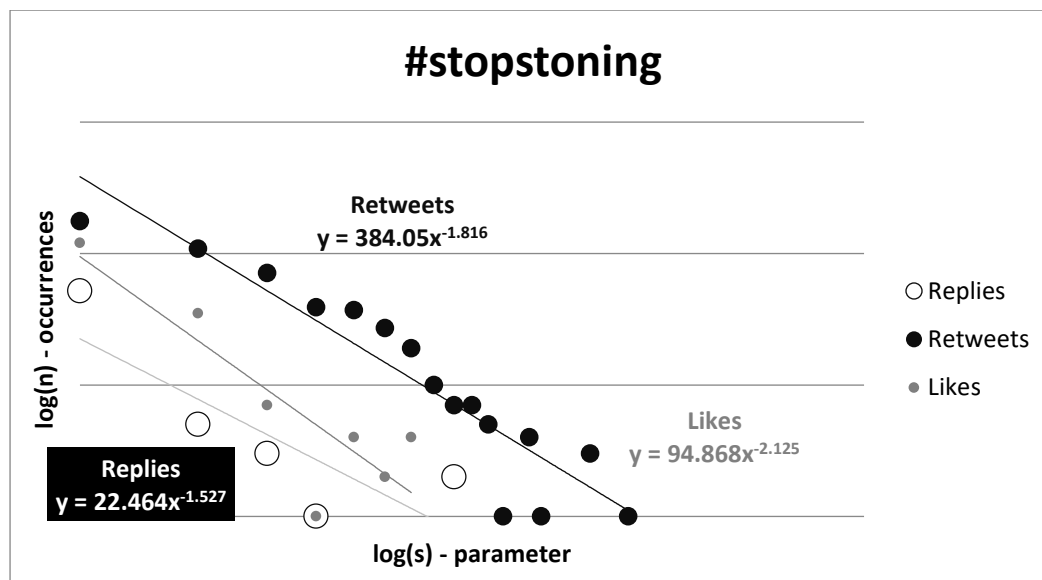 #stopstoning
Retweets
y = 384.05x^-1.816
log(n) - occurrences
Replies
Retweets
Likes
Likes
y = 94.868x^-2.125
Replies
y = 22.464x^-1.527
log(s) - parameter